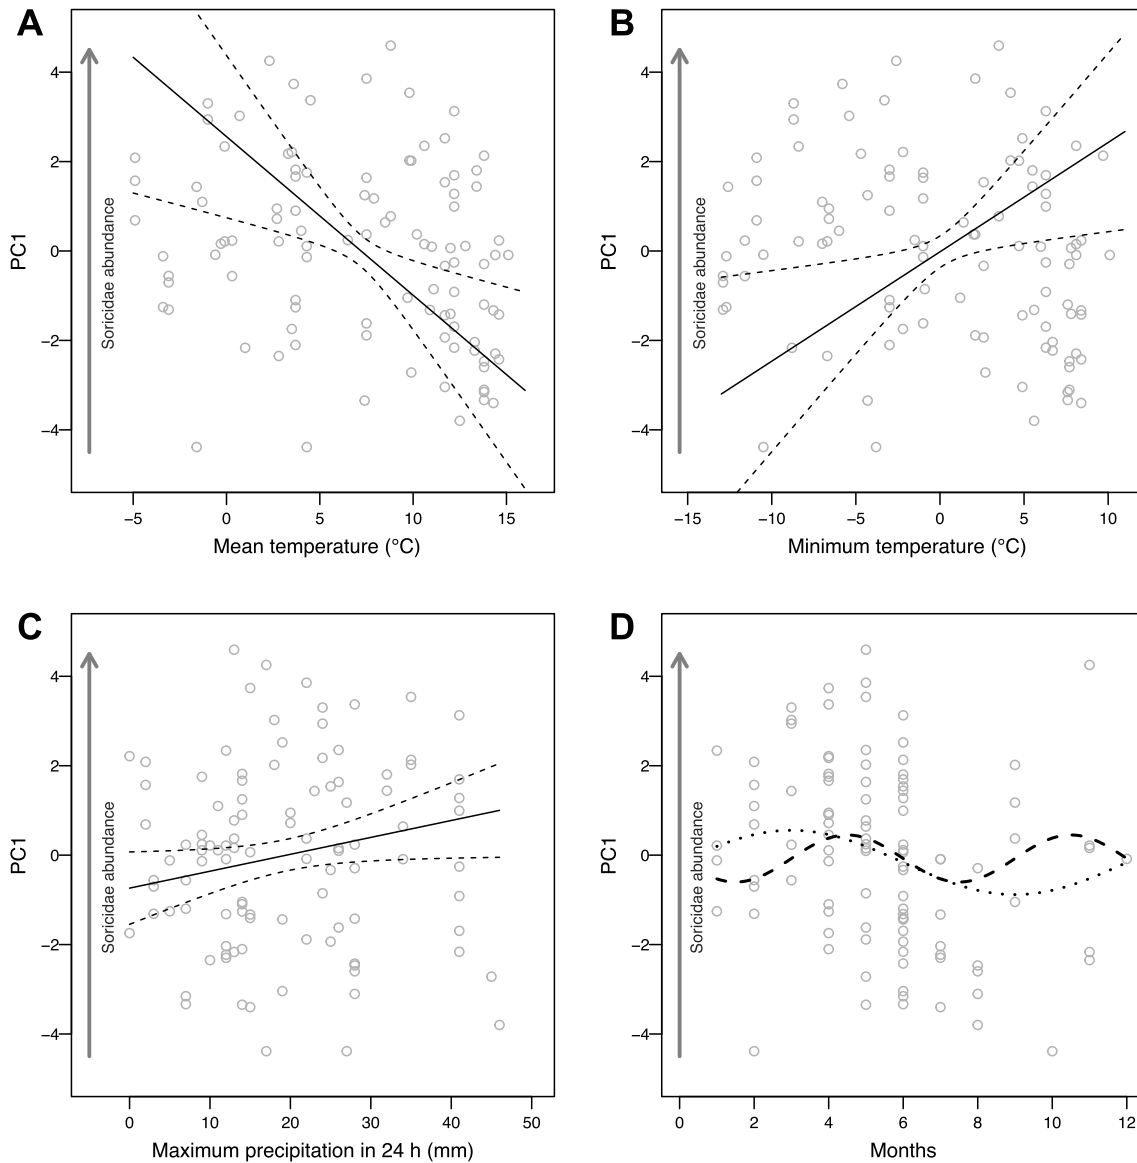 A
B
PC1
Soricidae abundance
4
2
0
−2
−4
−5
0
5
10
15
Mean temperature (°C)
PC1
Soricidae abundance
4
2
0
−2
−4
−15
−10
−5
0
5
10
Minimum temperature (°C)
C
D
PC1
Soricidae abundance
4
2
0
−2
−4
0
10
20
30
40
50
Maximum precipitation in 24 h (mm)
PC1
Soricidae abundance
4
2
0
−2
−4
0
2
4
6
8
10
12
Months